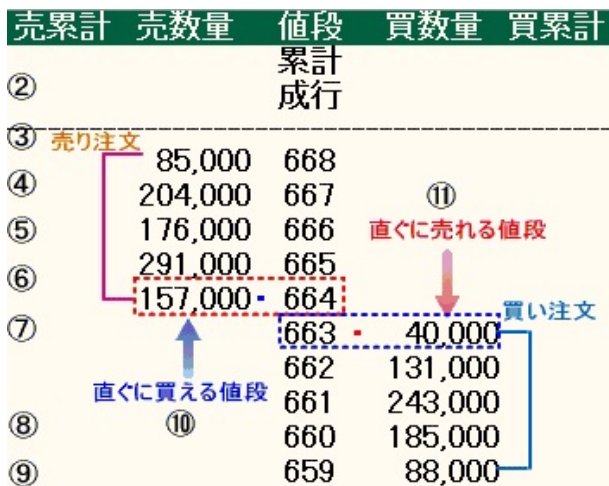 売累計 売数量 値段 買数量 買累計
累計
② 成行
③ 売り注文
85,000 668
④ 204,000 667 ⑪
⑤ 176,000 666 直ぐに売れる値段
291,000 665
⑥ 157,000 664
買い注文
⑦ 663 40,000
662 131,000
直ぐに買える値段 661 243,000
⑧ ⑩ 660 185,000
⑨ 659 88,000